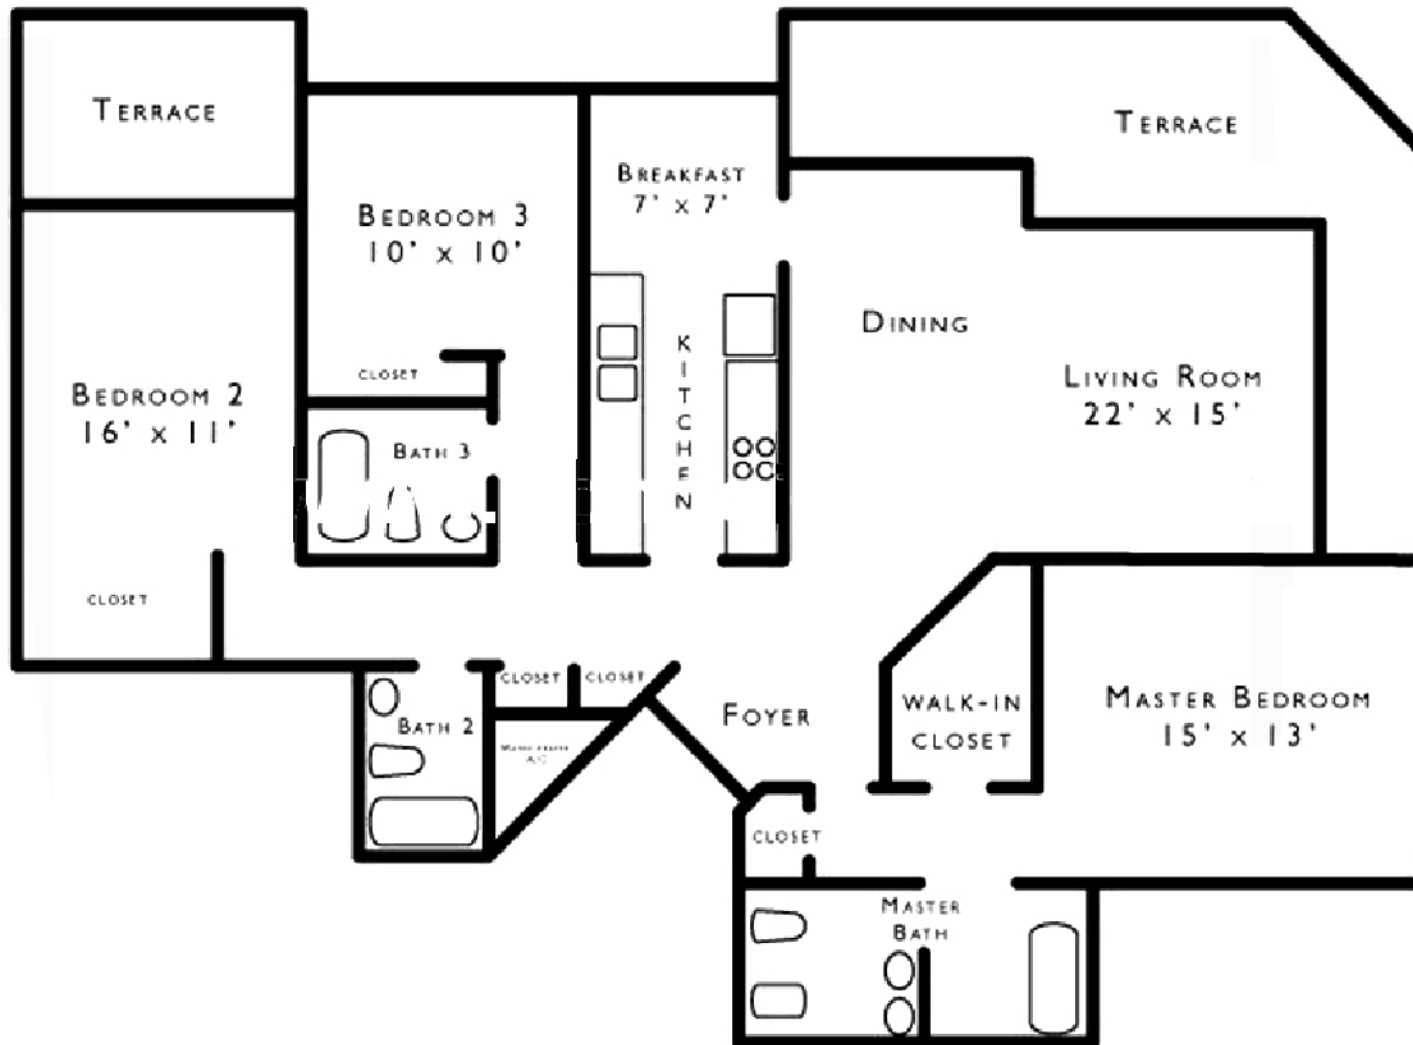 Terrace
Terrace
Breakfast
7' x 7'
Bedroom 3
10' x 10'
Dining
KITCHEN
Living Room
22' x 15'
closet
Bedroom 2
16' x 11'
Bath 3
closet
closet
closet
Foyer
walk-in
closet
Master Bedroom
15' x 13'
Bath 2
A/C
closet
Master
Bath